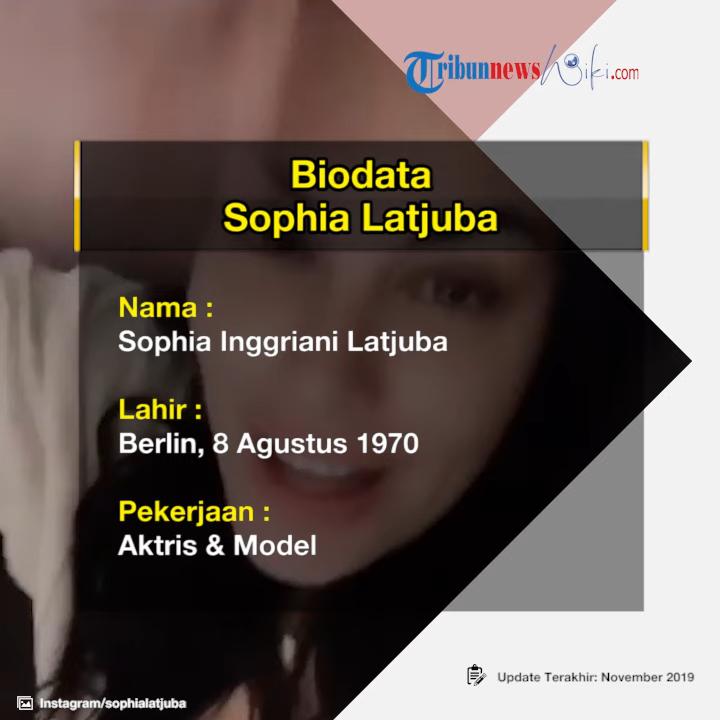 TribunnewsWiki.com
Biodata
Sophia Latjuba
Nama :
Sophia Inggriani Latjuba
Lahir :
Berlin, 8 Agustus 1970
Pekerjaan :
Aktris & Model
Update Terakhir: November 2019
Instagram/sophialatjuba